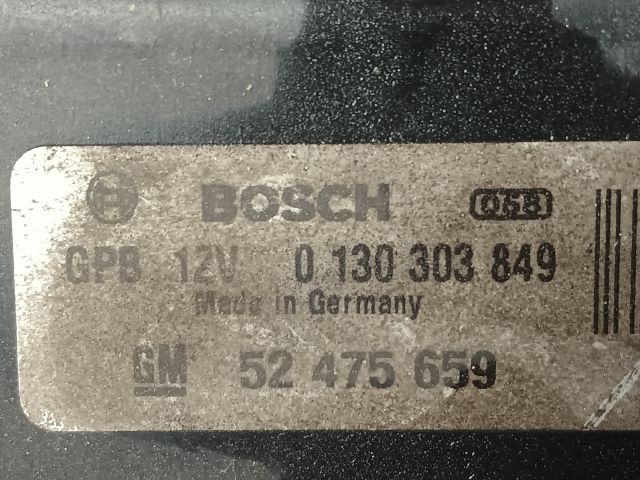 BOSCH 058
GPB 12V 0 130 303 849
Made in Germany
GM 52 475 659